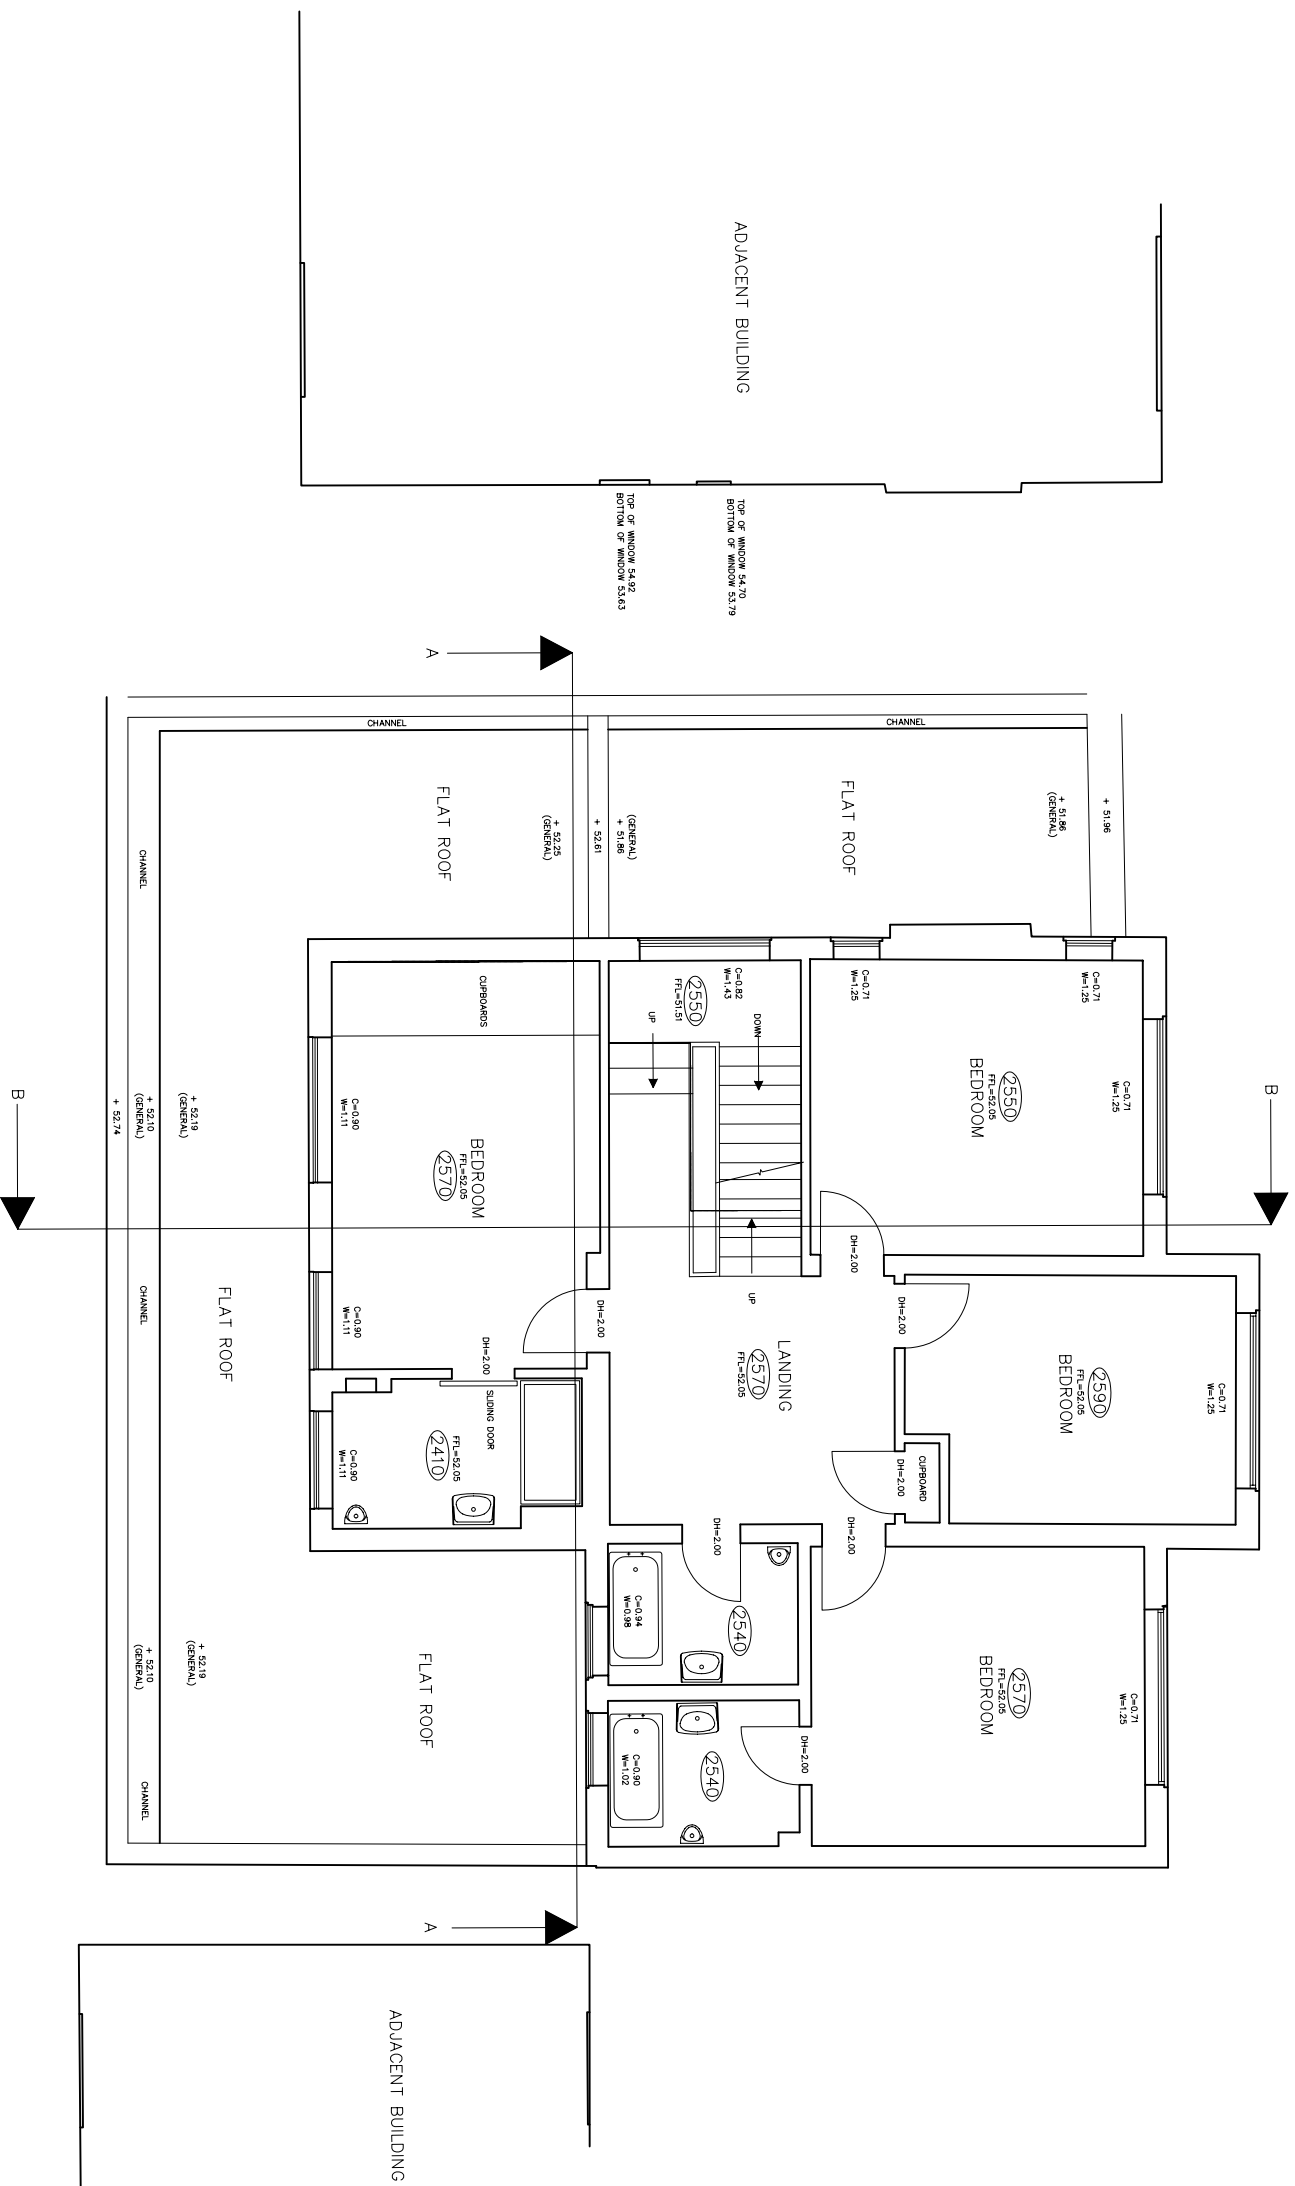 ADJACENT BUILDING
TOP OF WINDOW 54.70
BOTTOM OF WINDOW 53.79
TOP OF WINDOW 54.92
BOTTOM OF WINDOW 53.63
A
CHANNEL
CHANNEL
+ 51.96
+ 51.86
(GENERAL)
FLAT ROOF
(GENERAL)
+ 51.86
+ 52.61
+ 52.25
(GENERAL)
FLAT ROOF
CHANNEL
C=0.71
W=1.25
C=0.71
W=1.25
C=0.71
W=1.25
2550
FFL=52.05
BEDROOM
C=0.82
W=1.43
2550
FFL=51.51
DOWN
UP
CUPBOARDS
B
B
C=0.90
W=1.11
BEDROOM
FFL=52.05
2570
+ 52.19
(GENERAL)
+ 52.10
(GENERAL)
+ 52.74
DH=2.00
UP
DH=2.00
DH=2.00
C=0.90
W=1.11
CHANNEL
FLAT ROOF
LANDING
2570
FFL=52.05
C=0.71
W=1.25
2590
FFL=52.05
BEDROOM
DH=2.00
SLIDING DOOR
FFL=52.05
2410
C=0.90
W=1.11
CUPBOARD
DH=2.00
DH=2.00
DH=2.00
2540
C=0.94
W=0.98
C=0.71
W=1.25
2570
FFL=52.05
BEDROOM
FLAT ROOF
+ 52.19
(GENERAL)
+ 52.10
(GENERAL)
DH=2.00
2540
C=0.90
W=1.02
CHANNEL
A
ADJACENT BUILDING